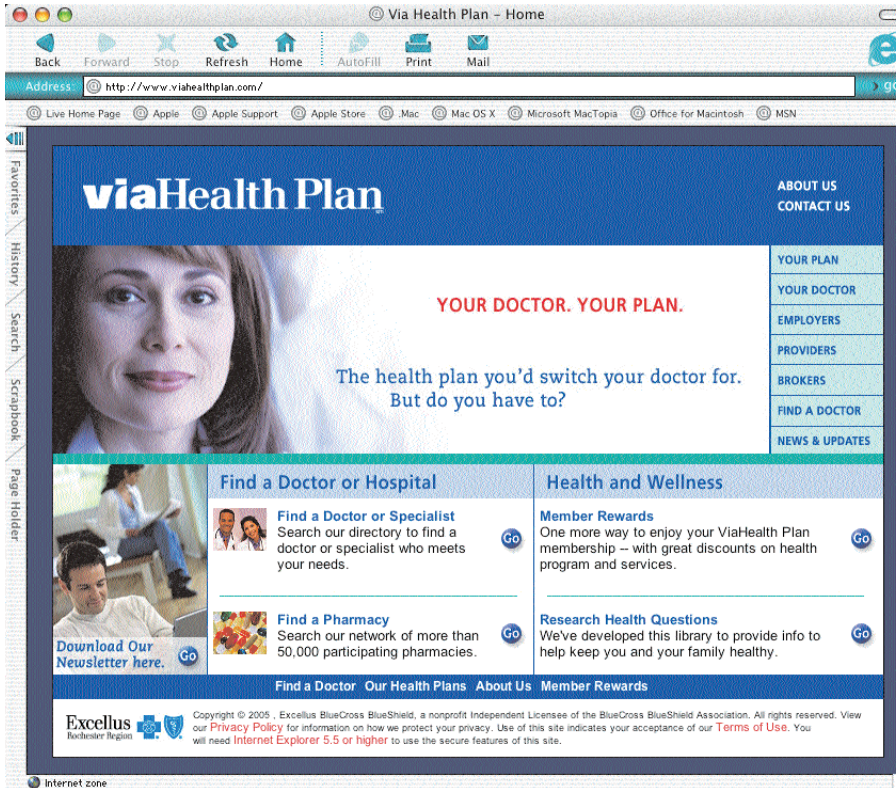 Via Health Plan – Home
Back Forward Stop Refresh Home AutoFill Print Mail
Address: http://www.viahealthplan.com/ go
Live Home Page Apple Apple Support Apple Store .Mac Mac OS X Microsoft MacTopia Office for Macintosh MSN
Favorites
History
Search
Scrapbook
Page Holder
viaHealth Plan
ABOUT US
CONTACT US
YOUR DOCTOR. YOUR PLAN.
The health plan you'd switch your doctor for.
But do you have to?
YOUR PLAN
YOUR DOCTOR
EMPLOYERS
PROVIDERS
BROKERS
FIND A DOCTOR
NEWS & UPDATES
Download Our
Newsletter here. Go
Find a Doctor or Hospital
Find a Doctor or Specialist
Search our directory to find a
doctor or specialist who meets
your needs.
Go
Find a Pharmacy
Search our network of more than
50,000 participating pharmacies.
Go
Health and Wellness
Member Rewards
One more way to enjoy your ViaHealth Plan
membership -- with great discounts on health
program and services.
Go
Research Health Questions
We've developed this library to provide info to
help keep you and your family healthy.
Go
Find a Doctor Our Health Plans About Us Member Rewards
Excellus
Rochester Region
Copyright © 2005 , Excellus BlueCross BlueShield, a nonprofit Independent Licensee of the BlueCross BlueShield Association. All rights reserved. View
our Privacy Policy for information on how we protect your privacy. Use of this site indicates your acceptance of our Terms of Use. You
will need Internet Explorer 5.5 or higher to use the secure features of this site.
Internet zone